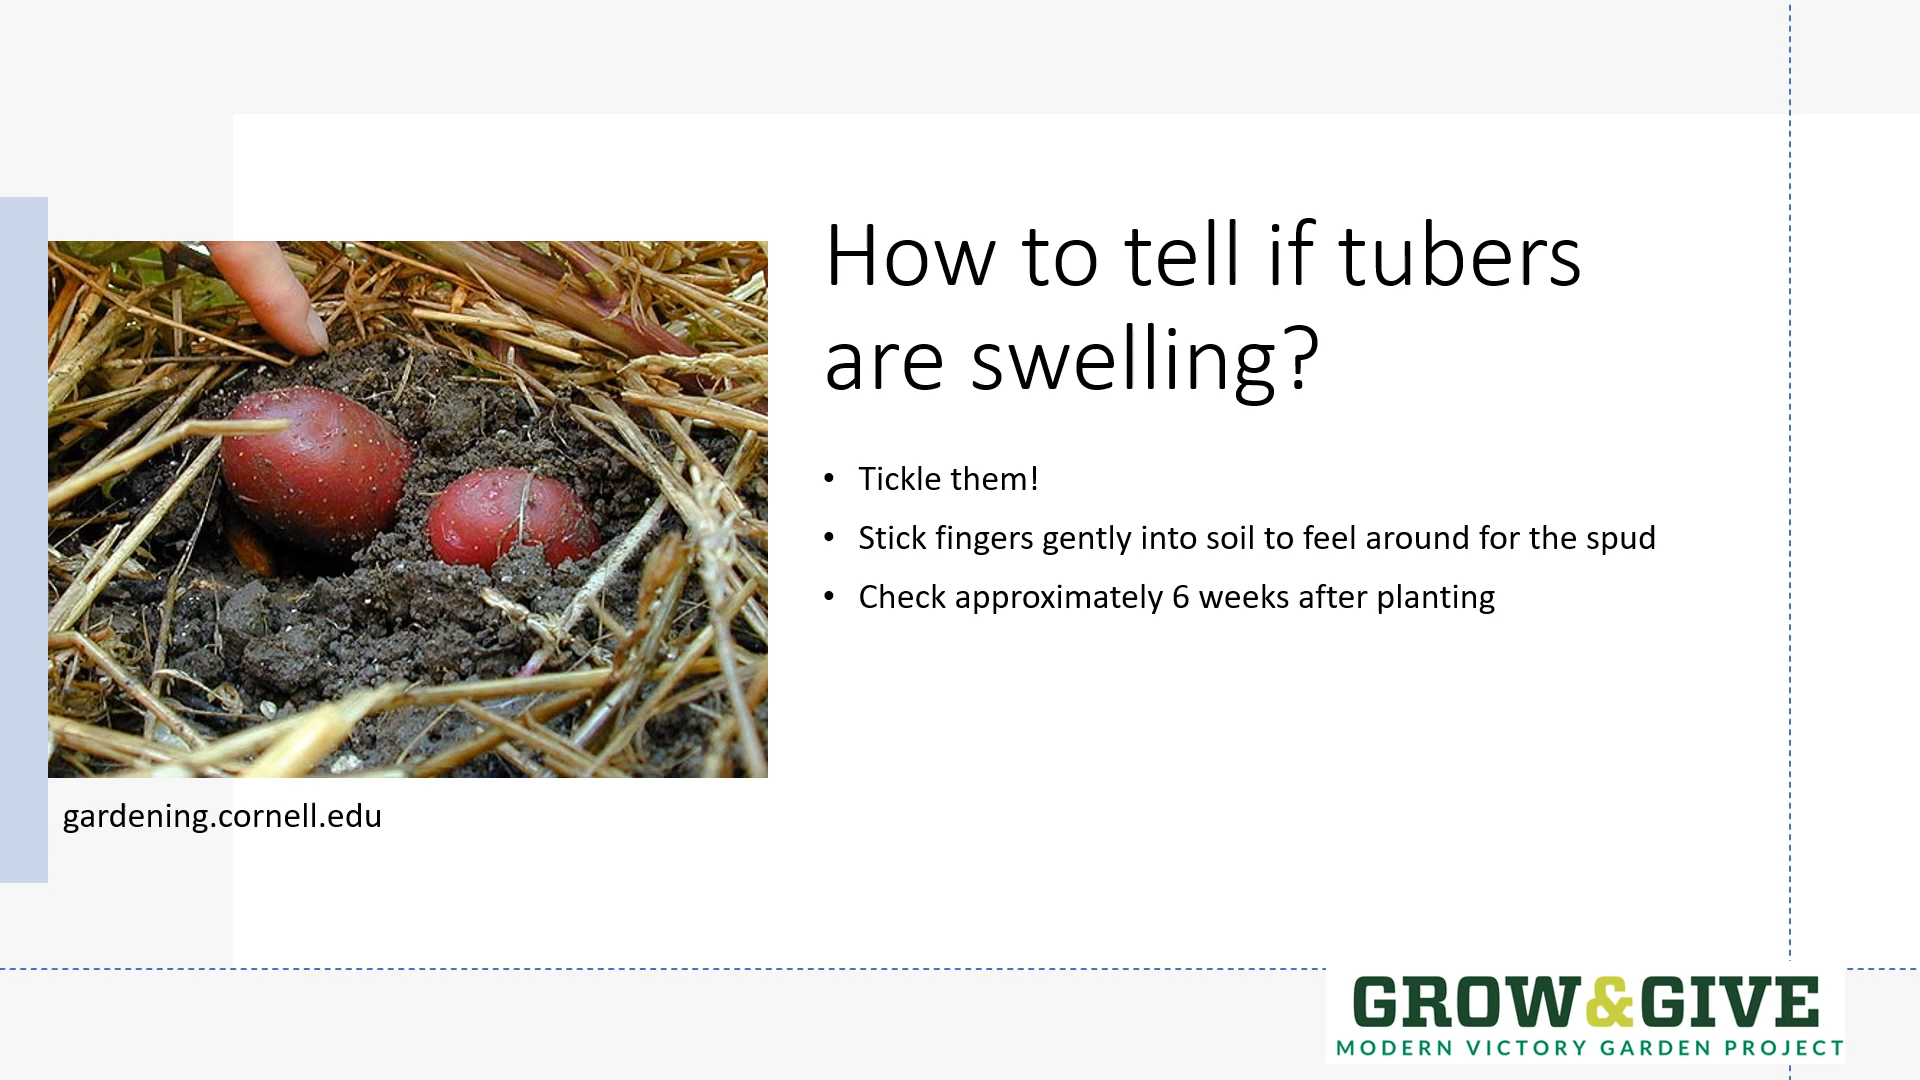 How to tell if tubers
are swelling?
• Tickle them!
• Stick fingers gently into soil to feel around for the spud
• Check approximately 6 weeks after planting
gardening.cornell.edu
GROW&GIVE
MODERN VICTORY GARDEN PROJECT